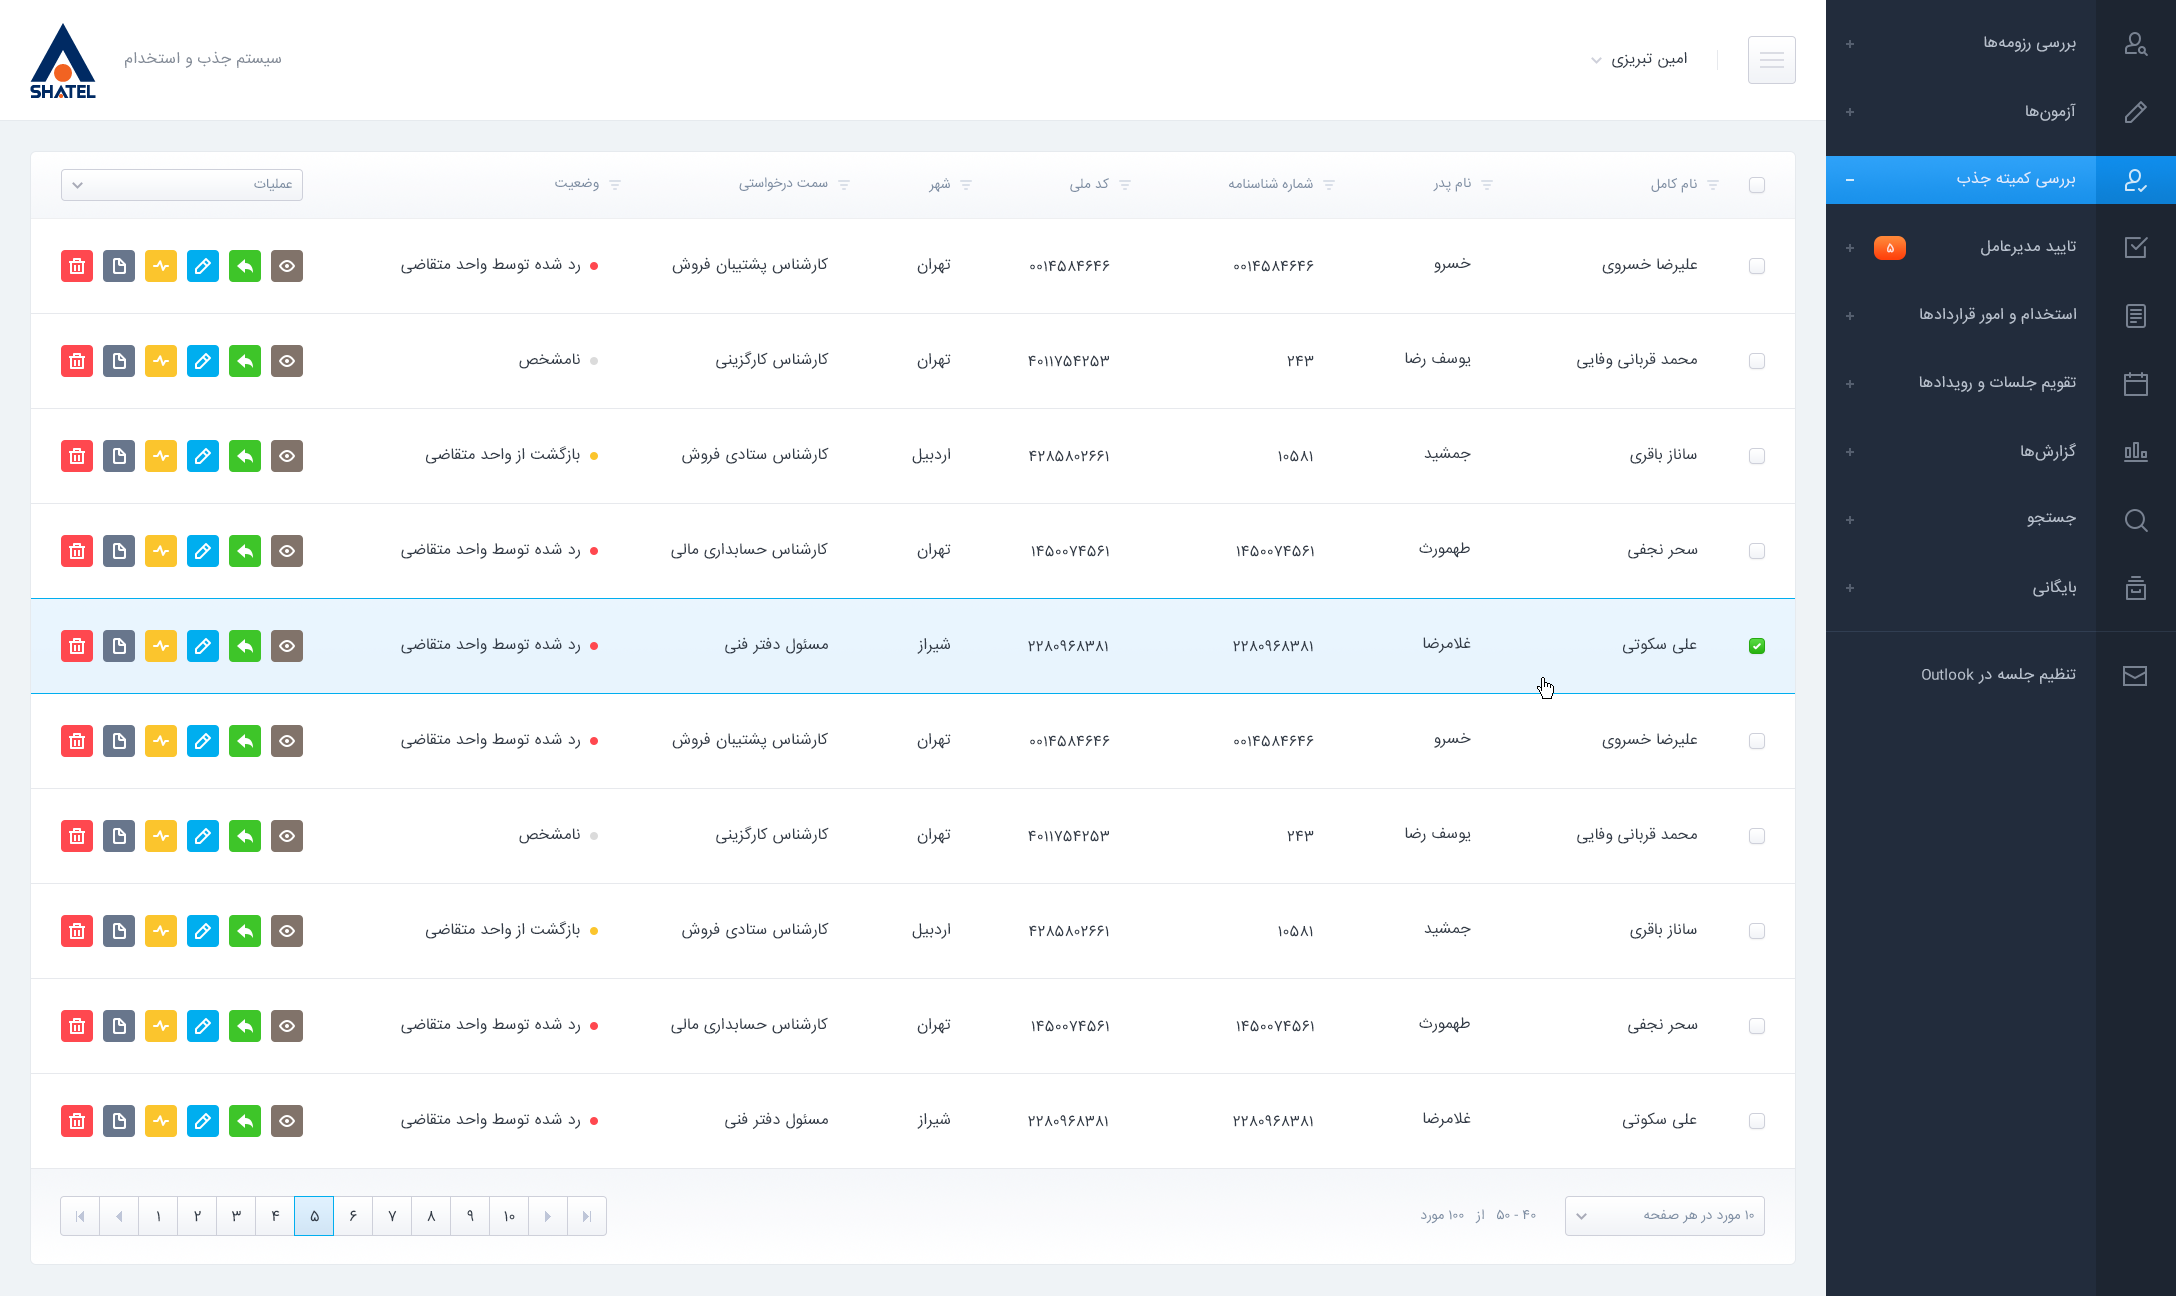 بررسی رزومه‌ها
آزمون‌ها
بررسی کمیته جذب
تایید مدیرعامل ۵
استخدام و امور قراردادها
تقویم جلسات و رویدادها
گزارش‌ها
جستجو
بایگانی
تنظیم جلسه در Outlook
امین تبریزی
سیستم جذب و استخدام
SHATEL
نام کامل نام پدر شماره شناسنامه کد ملی شهر سمت درخواستی وضعیت عملیات
علیرضا خسروی خسرو ۰۰۱۴۵۸۴۶۴۶ ۰۰۱۴۵۸۴۶۴۶ تهران کارشناس پشتیبان فروش رد شده توسط واحد متقاضی
محمد قربانی وفایی یوسف رضا ۲۴۳ ۴۰۱۱۷۵۴۲۵۳ تهران کارشناس کارگزینی نامشخص
ساناز باقری جمشید ۱۰۵۸۱ ۴۲۸۵۸۰۲۶۶۱ اردبیل کارشناس ستادی فروش بازگشت از واحد متقاضی
سحر نجفی طهمورث ۱۴۵۰۰۷۴۵۶۱ ۱۴۵۰۰۷۴۵۶۱ تهران کارشناس حسابداری مالی رد شده توسط واحد متقاضی
علی سکوتی غلامرضا ۲۲۸۰۹۶۸۳۸۱ ۲۲۸۰۹۶۸۳۸۱ شیراز مسئول دفتر فنی رد شده توسط واحد متقاضی
علیرضا خسروی خسرو ۰۰۱۴۵۸۴۶۴۶ ۰۰۱۴۵۸۴۶۴۶ تهران کارشناس پشتیبان فروش رد شده توسط واحد متقاضی
محمد قربانی وفایی یوسف رضا ۲۴۳ ۴۰۱۱۷۵۴۲۵۳ تهران کارشناس کارگزینی نامشخص
ساناز باقری جمشید ۱۰۵۸۱ ۴۲۸۵۸۰۲۶۶۱ اردبیل کارشناس ستادی فروش بازگشت از واحد متقاضی
سحر نجفی طهمورث ۱۴۵۰۰۷۴۵۶۱ ۱۴۵۰۰۷۴۵۶۱ تهران کارشناس حسابداری مالی رد شده توسط واحد متقاضی
علی سکوتی غلامرضا ۲۲۸۰۹۶۸۳۸۱ ۲۲۸۰۹۶۸۳۸۱ شیراز مسئول دفتر فنی رد شده توسط واحد متقاضی
۱۰ مورد در هر صفحه ۴۰ - ۵۰ از ۱۰۰ مورد
۱ ۲ ۳ ۴ ۵ ۶ ۷ ۸ ۹ ۱۰